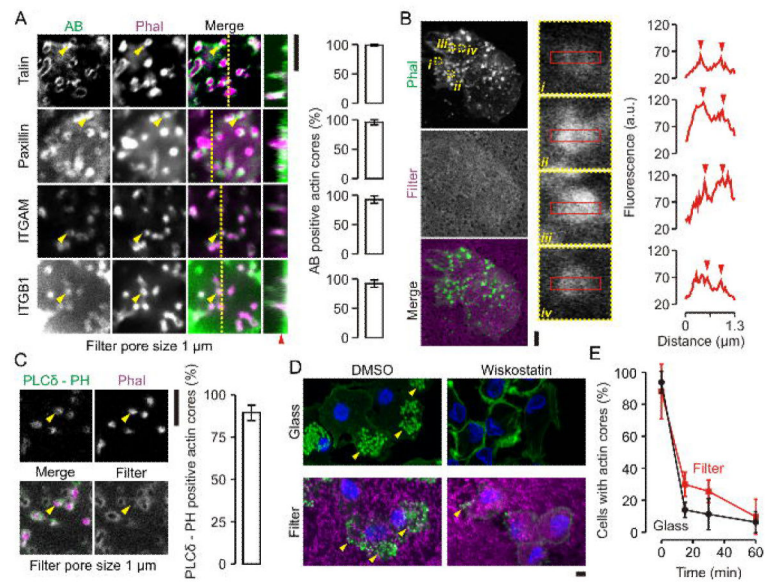 A
AB
Phal
Merge
Talin
Paxillin
ITGAM
ITGB1
Filter pore size 1 µm
AB positive actin cores (%)
100
50
0
100
50
0
100
50
0
100
50
0
B
Phal
Filter
Merge
iii
iv
i
ii
i
ii
iii
iv
Fluorescence (a.u.)
120
70
20
120
70
20
120
70
20
120
70
20
0
1.3
Distance (µm)
C
PLCδ - PH
Phal
Merge
Filter
Filter pore size 1 µm
PLCδ - PH positive actin cores (%)
100
75
50
25
0
D
DMSO
Wiskostatin
Glass
Filter
E
Cells with actin cores (%)
100
80
60
40
20
0
Filter
Glass
0
20
40
60
Time (min)